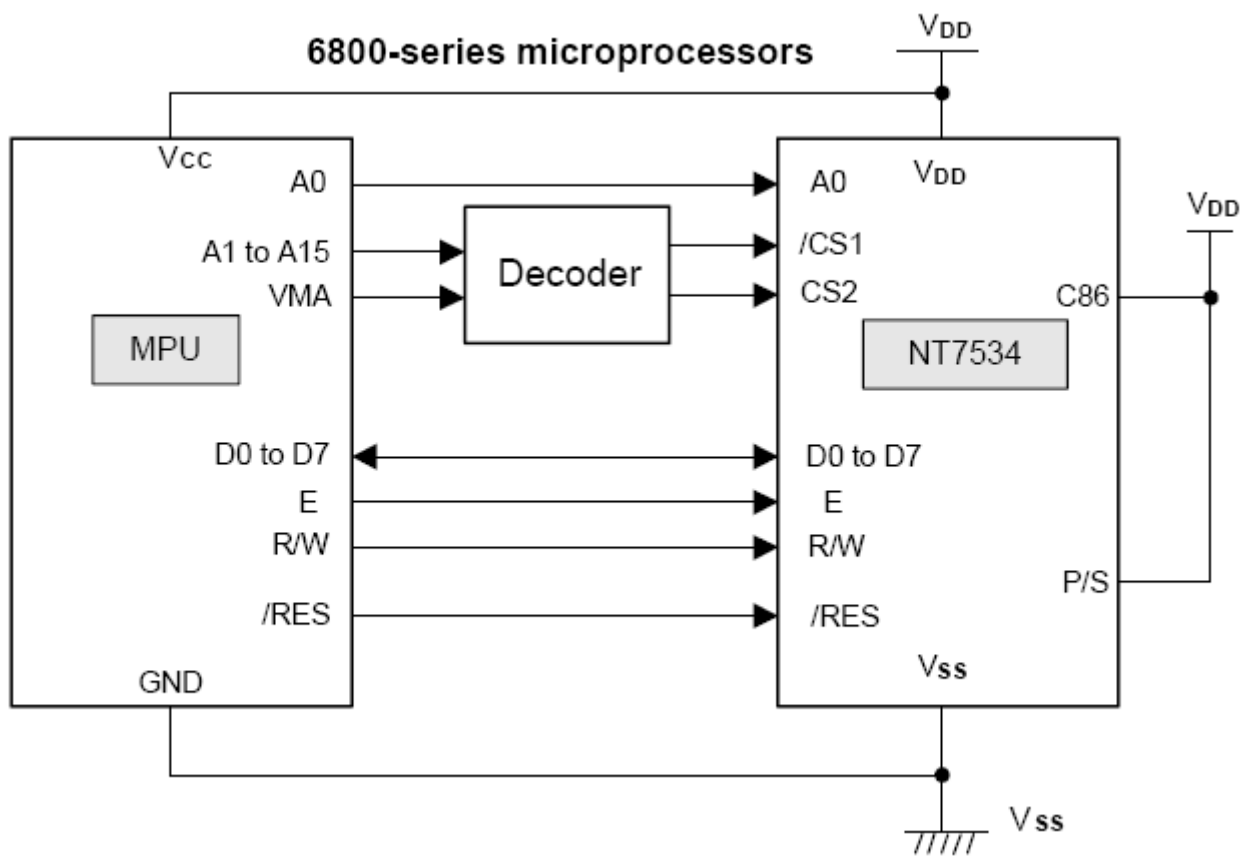 6800-series microprocessors
VDD
Vcc
VDD
VDD
A0
A0
A1 to A15
/CS1
Decoder
VMA
CS2
C86
MPU
NT7534
D0 to D7
D0 to D7
E
E
R/W
R/W
P/S
/RES
/RES
GND
Vss
Vss